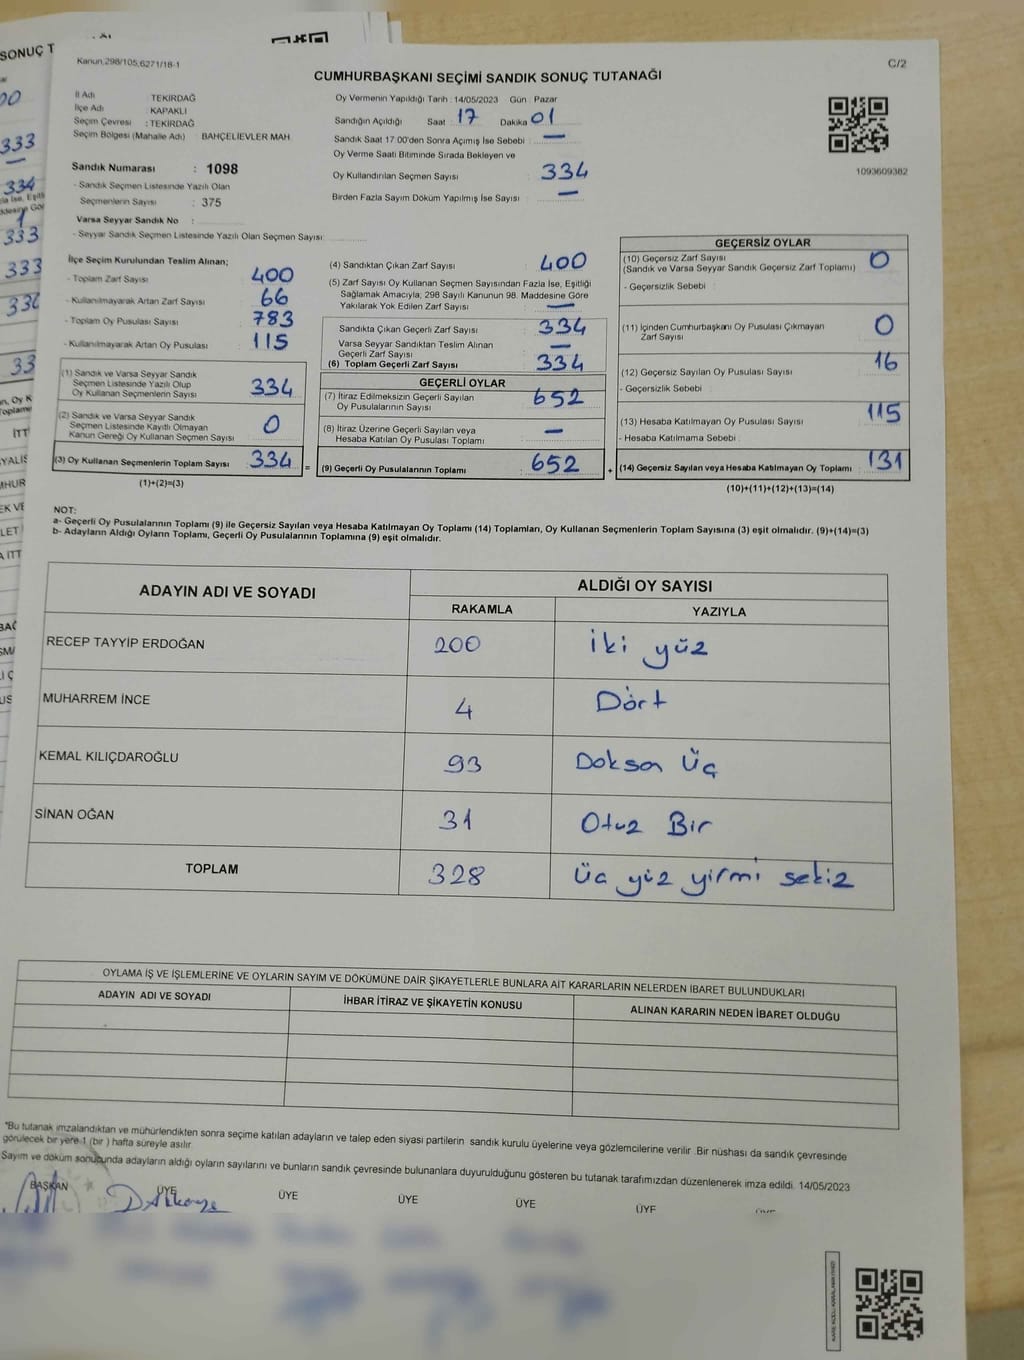 SONUÇ T
Kanun,298/105,6271/18-1
C/2
CUMHURBAŞKANI SEÇİMİ SANDIK SONUÇ TUTANAĞI
İl Adı : TEKİRDAĞ
İlçe Adı : KAPAKLI
Seçim Çevresi : TEKİRDAĞ
Seçim Bölgesi (Mahalle Adı) BAHÇELİEVLER MAH.
Oy Vermenin Yapıldığı Tarih : 14/05/2023 Gün : Pazar
Sandığın Açıldığı Saat : 17 Dakika 01
Sandık Saat 17:00'den Sonra Açımış İse Sebebi : —
Oy Verme Saati Bitiminde Sırada Bekleyen ve
Oy Kullandırılan Seçmen Sayısı : 334
Birden Fazla Sayım Döküm Yapılmış İse Sayısı : —
1093609362
Sandık Numarası : 1098
- Sandık Seçmen Listesinde Yazılı Olan
Seçmenlerin Sayısı : 375
Varsa Seyyar Sandık No :
- Seyyar Sandık Seçmen Listesinde Yazılı Olan Seçmen Sayısı:
İlçe Seçim Kurulundan Teslim Alınan;
- Toplam Zarf Sayısı : 400
- Kullanılmayarak Artan Zarf Sayısı : 66
- Toplam Oy Pusulası Sayısı : 783
- Kullanılmayarak Artan Oy Pusulası : 115
(1) Sandık ve Varsa Seyyar Sandık
Seçmen Listesinde Yazılı Olup
Oy Kullanan Seçmenlerin Sayısı : 334
(2) Sandık ve Varsa Seyyar Sandık
Seçmen Listesinde Kayıtlı Olmayan
Kanun Gereği Oy Kullanan Seçmen Sayısı : 0
(3) Oy Kullanan Seçmenlerin Toplam Sayısı : 334 =
(1)+(2)=(3)
(4) Sandıktan Çıkan Zarf Sayısı : 400
(5) Zarf Sayısı Oy Kullanan Seçmen Sayısından Fazla İse, Eşitliği
Sağlamak Amacıyla, 298 Sayılı Kanunun 98. Maddesine Göre
Yakılarak Yok Edilen Zarf Sayısı : —
Sandıkta Çıkan Geçerli Zarf Sayısı : 334
Varsa Seyyar Sandıktan Teslim Alınan
Geçerli Zarf Sayısı : —
(6) Toplam Geçerli Zarf Sayısı : 334
GEÇERLİ OYLAR
(7) İtiraz Edilmeksizin Geçerli Sayılan
Oy Pusulalarının Sayısı : 652
(8) İtiraz Üzerine Geçerli Sayılan veya
Hesaba Katılan Oy Pusulası Toplamı : —
(9) Geçerli Oy Pusulalarının Toplamı : 652 +
GEÇERSİZ OYLAR
(10) Geçersiz Zarf Sayısı : 0
(Sandık ve Varsa Seyyar Sandık Geçersiz Zarf Toplamı)
- Geçersizlik Sebebi :
(11) İçinden Cumhurbaşkanı Oy Pusulası Çıkmayan
Zarf Sayısı : 0
(12) Geçersiz Sayılan Oy Pusulası Sayısı : 16
- Geçersizlik Sebebi :
(13) Hesaba Katılmayan Oy Pusulası Sayısı : 115
- Hesaba Katılmama Sebebi :
(14) Geçersiz Sayılan veya Hesaba Katılmayan Oy Toplamı : 131
(10)+(11)+(12)+(13)=(14)
NOT:
a- Geçerli Oy Pusulalarının Toplamı (9) ile Geçersiz Sayılan veya Hesaba Katılmayan Oy Toplamı (14) Toplamları, Oy Kullanan Seçmenlerin Toplam Sayısına (3) eşit olmalıdır. (9)+(14)=(3)
b- Adayların Aldığı Oyların Toplamı, Geçerli Oy Pusulalarının Toplamına (9) eşit olmalıdır.
ADAYIN ADI VE SOYADI ALDIĞI OY SAYISI
RAKAMLA YAZIYLA
RECEP TAYYİP ERDOĞAN 200 İki yüz
MUHARREM İNCE 4 Dört
KEMAL KILIÇDAROĞLU 93 Doksan Üç
SİNAN OĞAN 31 Otuz Bir
TOPLAM 328 Üç yüz yirmi sekiz
OYLAMA İŞ VE İŞLEMLERİNE VE OYLARIN SAYIM VE DÖKÜMÜNE DAİR ŞİKAYETLERLE BUNLARA AİT KARARLARIN NELERDEN İBARET BULUNDUKLARI
ADAYIN ADI VE SOYADI İHBAR İTİRAZ VE ŞİKAYETİN KONUSU ALINAN KARARIN NEDEN İBARET OLDUĞU
"Bu tutanak imzalandıktan ve mühürlendikten sonra seçime katılan adayların ve talep eden siyasi partilerin sandık kurulu üyelerine veya gözlemcilerine verilir. Bir nüshası da sandık çevresinde
görülecek bir yere 1 (bir ) hafta süreyle asılır.
Sayım ve döküm sonucunda adayların aldığı oyların sayılarını ve bunların sandık çevresinde bulunanlara duyurulduğunu gösteren bu tutanak tarafımızdan düzenlenerek imza edildi. 14/05/2023
BAŞKAN ÜYE ÜYE ÜYE ÜYE ÜYE